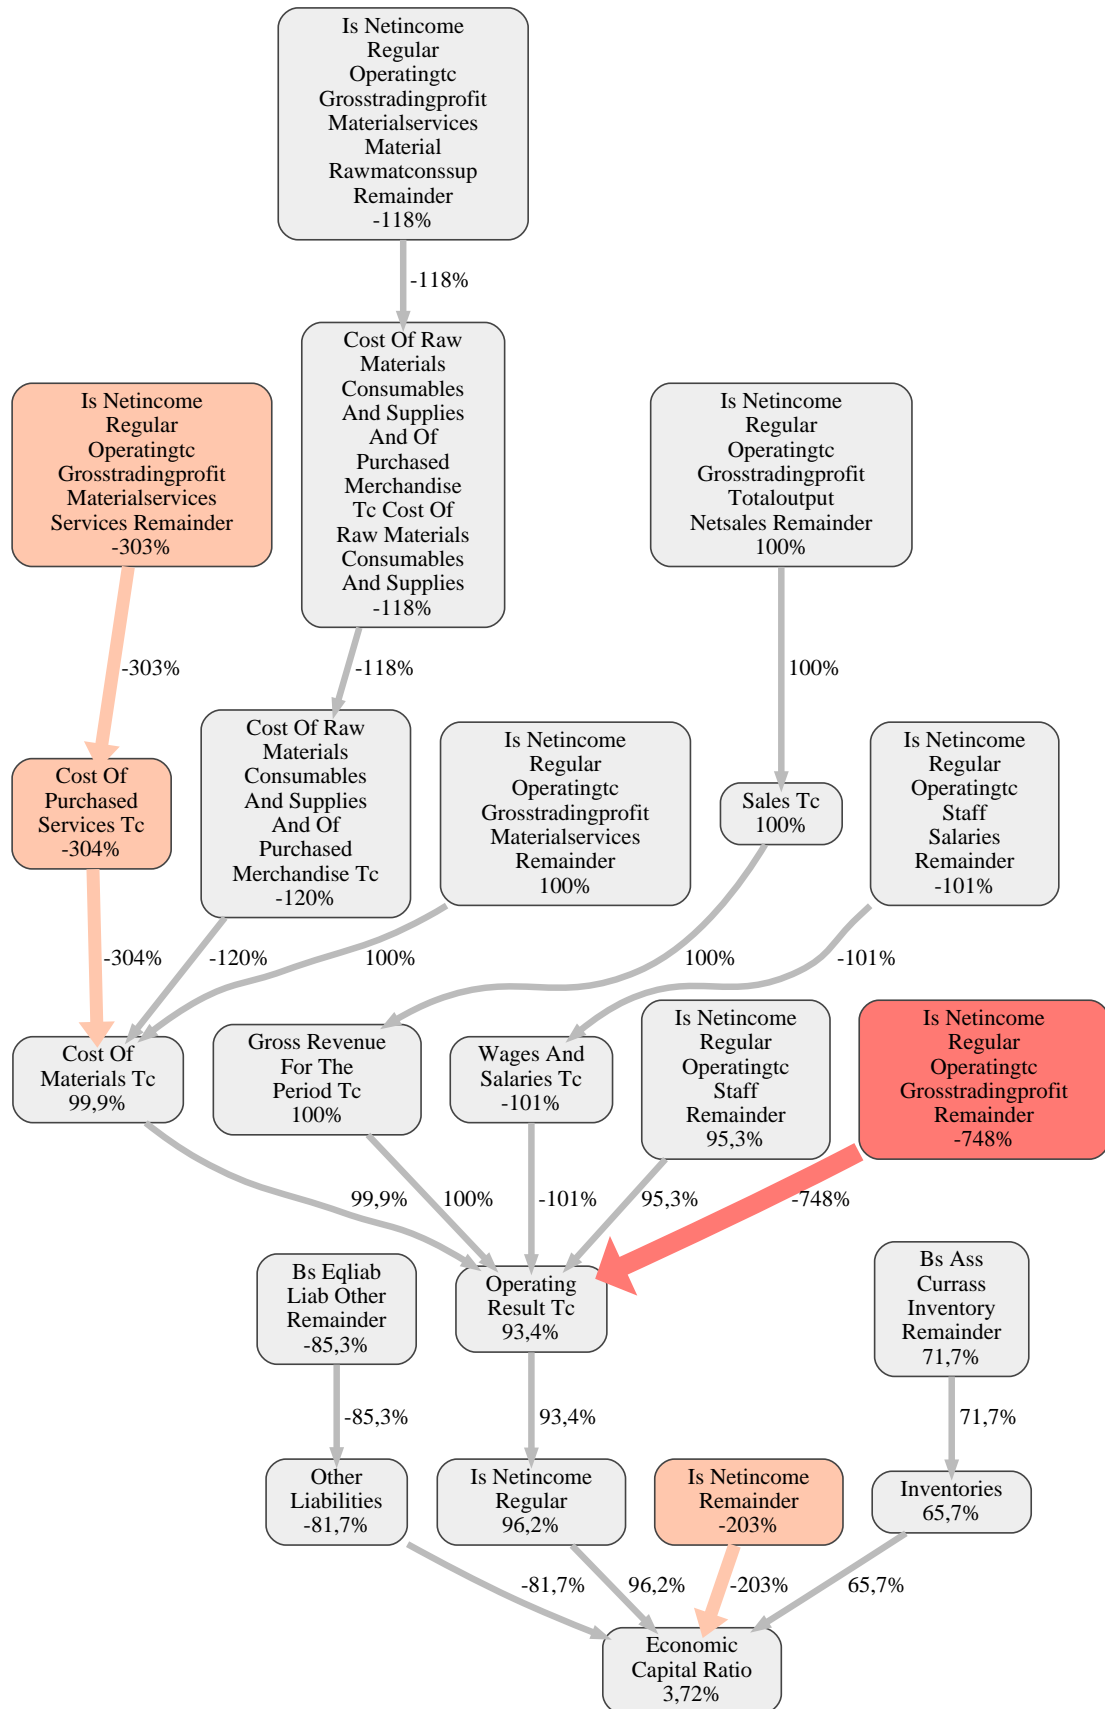 Is Netincome
Regular
Operatingtc
Grosstradingprofit
Materialservices
Material
Rawmatconssup
Remainder
-118%
-118%
Cost Of Raw
Materials
Consumables
And Supplies
And Of
Purchased
Merchandise
Tc Cost Of
Raw Materials
Consumables
And Supplies
-118%
Is Netincome
Regular
Operatingtc
Grosstradingprofit
Materialservices
Services Remainder
-303%
Is Netincome
Regular
Operatingtc
Grosstradingprofit
Totaloutput
Netsales Remainder
100%
-303%
-118%
100%
Cost Of
Purchased
Services Tc
-304%
Cost Of Raw
Materials
Consumables
And Supplies
And Of
Purchased
Merchandise Tc
-120%
Is Netincome
Regular
Operatingtc
Grosstradingprofit
Materialservices
Remainder
100%
Sales Tc
100%
Is Netincome
Regular
Operatingtc
Staff
Salaries
Remainder
-101%
-304%
-120%
100%
100%
-101%
Cost Of
Materials Tc
99,9%
Gross Revenue
For The
Period Tc
100%
Wages And
Salaries Tc
-101%
Is Netincome
Regular
Operatingtc
Staff
Remainder
95,3%
Is Netincome
Regular
Operatingtc
Grosstradingprofit
Remainder
-748%
99,9%
100%
-101%
95,3%
-748%
Bs Eqliab
Liab Other
Remainder
-85,3%
Operating
Result Tc
93,4%
Bs Ass
Currass
Inventory
Remainder
71,7%
-85,3%
93,4%
71,7%
Other
Liabilities
-81,7%
Is Netincome
Regular
96,2%
Is Netincome
Remainder
-203%
Inventories
65,7%
-81,7%
96,2%
-203%
65,7%
Economic
Capital Ratio
3,72%